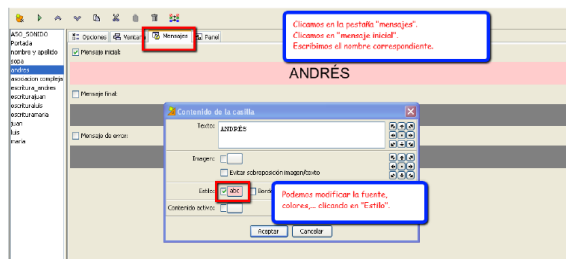 Clicamos en la pestaña "mensajes".
Clicamos en "mensaje inicial".
Escribimos el nombre correspondiente.
ASO_SONIDO
Portada
nombre y apellido
sopa
andres
asociacion compleja
escritura_andres
escriturajuan
escrituraluis
escrituramaria
juan
luis
maria
Opciones Ventana Mensajes Panel
Mensaje inicial:
ANDRÉS
Mensaje final:
Mensaje de error:
Contenido de la casilla
Texto: ANDRÉS
Imagen:
Evitar sobreposición imagen/texto
Estilo: abc Borde
Contenido activo:
Podemos modificar la fuente,
colores,... clicando en "Estilo".
Aceptar Cancelar